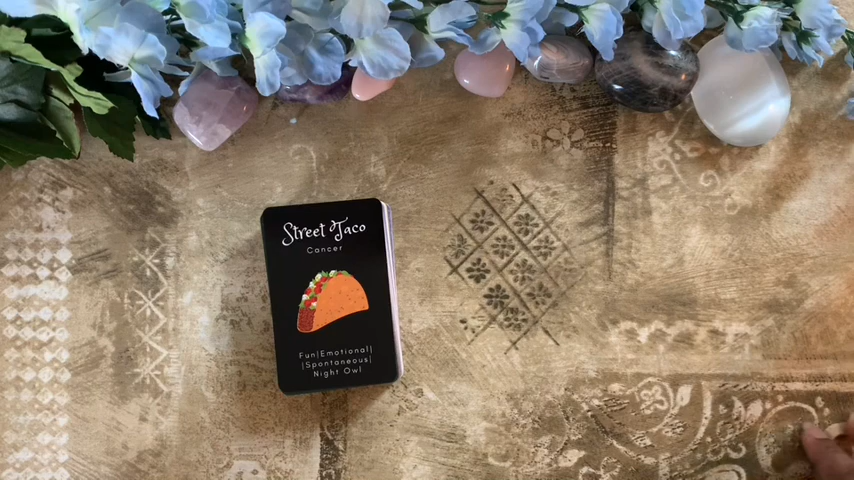 Street Taco
Cancer
Fun|Emotional|
|Spontaneous|
Night Owl